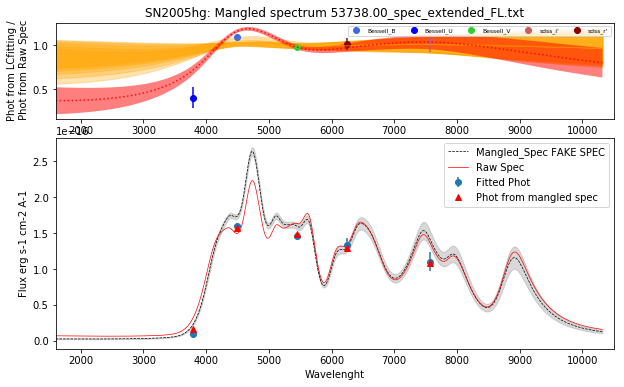 SN2005hg: Mangled spectrum 53738.00_spec_extended_FL.txt
Phot from LCfitting /
Phot from Raw Spec
1.0
0.5
Bessell_B
Bessell_U
Bessell_V
sdss_i'
sdss_r'
2000 3000 4000 5000 6000 7000 8000 9000 10000
1e−16
Flux erg s-1 cm-2 A-1
2.5
2.0
1.5
1.0
0.5
0.0
Mangled_Spec FAKE SPEC
Raw Spec
Fitted Phot
Phot from mangled spec
2000 3000 4000 5000 6000 7000 8000 9000 10000
Wavelenght